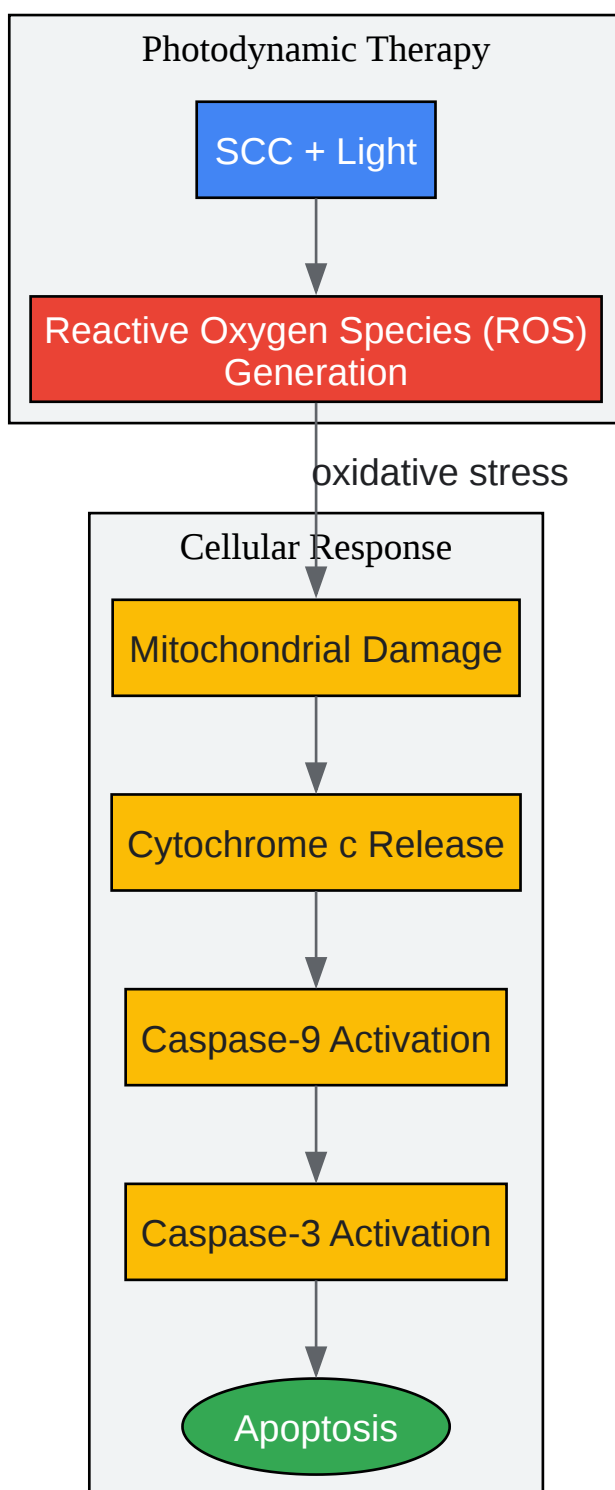 Photodynamic Therapy
SCC + Light
Reactive Oxygen Species (ROS)
Generation
oxidative stress
Cellular Response
Mitochondrial Damage
Cytochrome c Release
Caspase-9 Activation
Caspase-3 Activation
Apoptosis